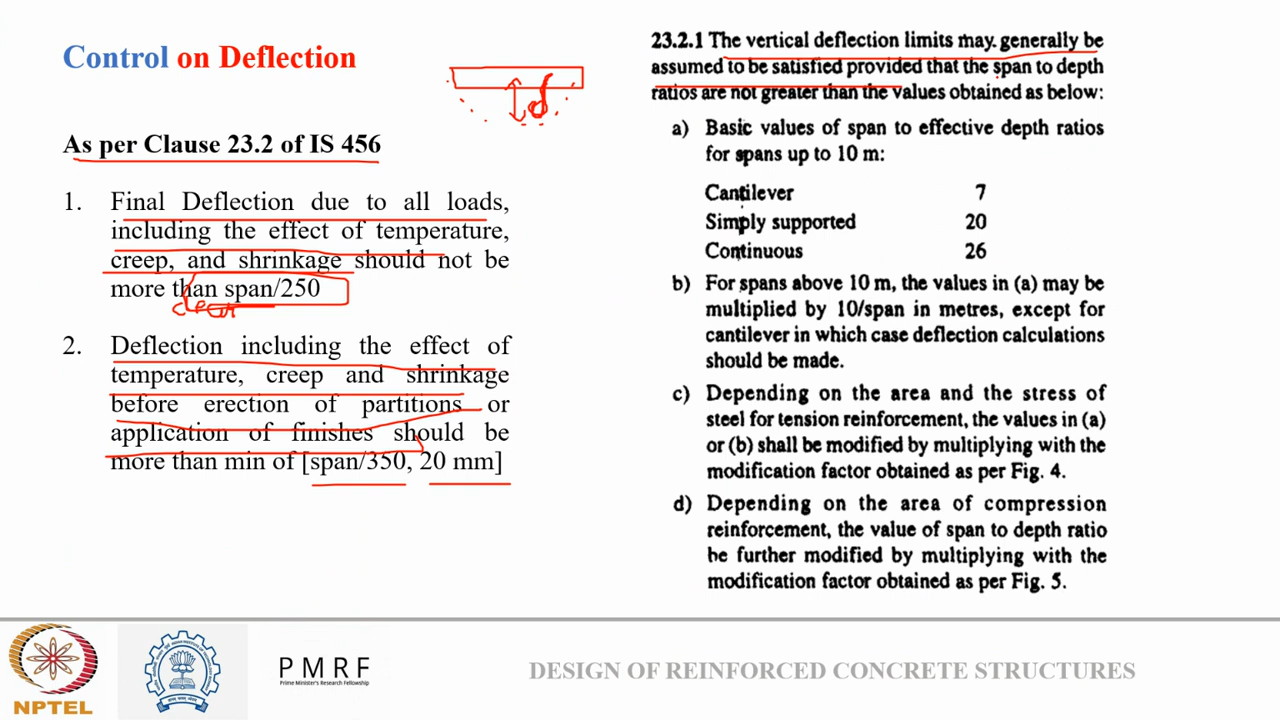 Control on Deflection
As per Clause 23.2 of IS 456
1. Final Deflection due to all loads,
including the effect of temperature,
creep, and shrinkage should not be
more than span/250
2. Deflection including the effect of
temperature, creep and shrinkage
before erection of partitions or
application of finishes should be
more than min of [span/350, 20 mm]
d
23.2.1 The vertical deflection limits may generally be
assumed to be satisfied provided that the span to depth
ratios are not greater than the values obtained as below:
a) Basic values of span to effective depth ratios
for spans up to 10 m:
Cantilever 7
Simply supported 20
Continuous 26
b) For spans above 10 m, the values in (a) may be
multiplied by 10/span in metres, except for
cantilever in which case deflection calculations
should be made.
c) Depending on the area and the stress of
steel for tension reinforcement, the values in (a)
or (b) shall be modified by multiplying with the
modification factor obtained as per Fig. 4.
d) Depending on the area of compression
reinforcement, the value of span to depth ratio
be further modified by multiplying with the
modification factor obtained as per Fig. 5.
NPTEL
PMRF
Prime Minister's Research Fellowship
DESIGN OF REINFORCED CONCRETE STRUCTURES